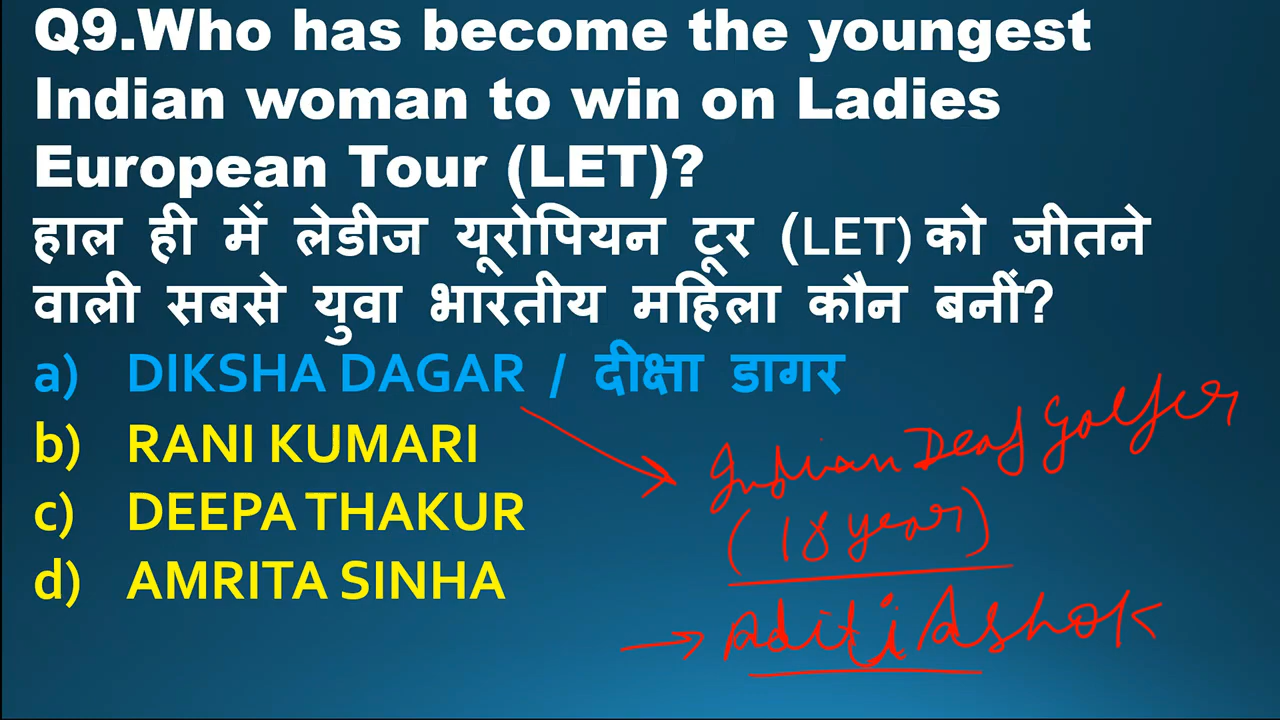 Q9.Who has become the youngest
Indian woman to win on Ladies
European Tour (LET)?
हाल ही में लेडीज यूरोपियन टूर (LET) को जीतने
वाली सबसे युवा भारतीय महिला कौन बनीं?
a) DIKSHA DAGAR / दीक्षा डागर
b) RANI KUMARI
c) DEEPA THAKUR
d) AMRITA SINHA
Indian Deaf Golfer
(18 year)
Aditi Ashok